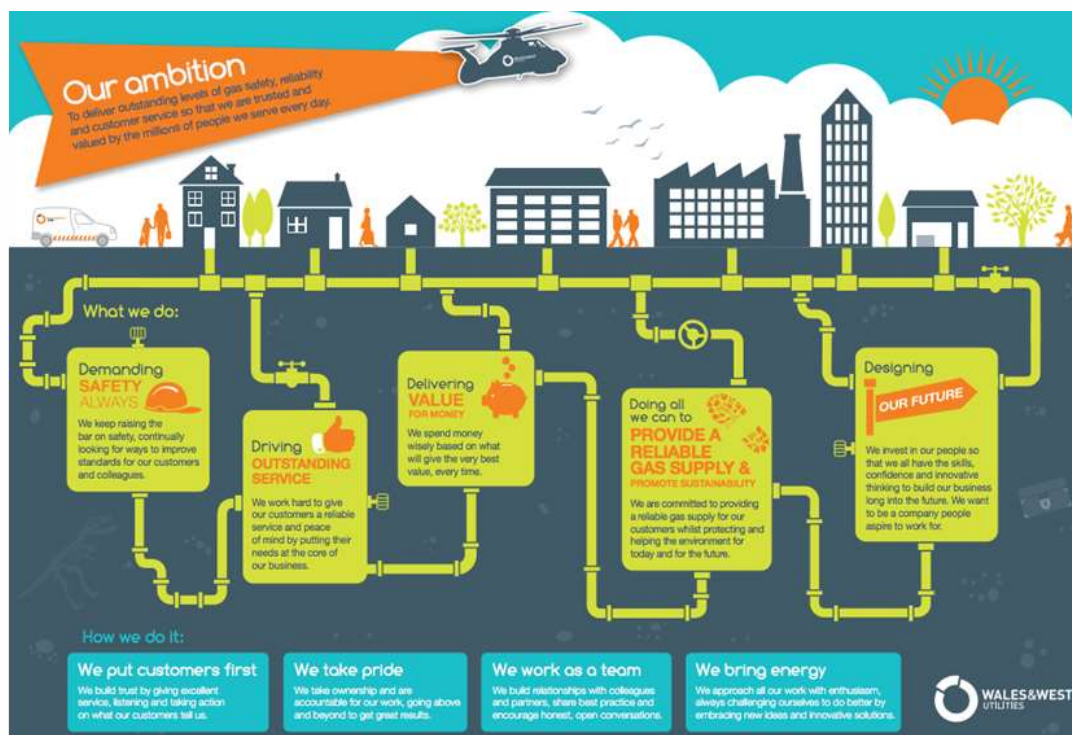 Our ambition
To deliver outstanding levels of gas safety, reliability
and customer service so that we are trusted and
valued by the millions of people we serve every day.
What we do:
Demanding
SAFETY
ALWAYS
We keep raising the
bar on safety, continually
looking for ways to improve
standards for our customers
and colleagues.
Driving
OUTSTANDING
SERVICE
We work hard to give
our customers a reliable
service and peace
of mind by putting their
needs at the core of
our business.
Delivering
VALUE
FOR MONEY
We spend money
wisely based on what
will give the very best
value, every time.
Doing all
we can to
PROVIDE A
RELIABLE
GAS SUPPLY &
PROMOTE SUSTAINABILITY
We are committed to providing
a reliable gas supply for our
customers whilst protecting and
helping the environment for
today and for the future.
Designing
OUR FUTURE
We invest in our people so
that we all have the skills,
confidence and innovative
thinking to build our business
long into the future. We want
to be a company people
aspire to work for.
How we do it:
We put customers first
We build trust by giving excellent
service, listening and taking action
on what our customers tell us.
We take pride
We take ownership and are
accountable for our work, going above
and beyond to get great results.
We work as a team
We build relationships with colleagues
and partners, share best practice and
encourage honest, open conversations.
We bring energy
We approach all our work with enthusiasm,
always challenging ourselves to do better by
embracing new ideas and innovative solutions.
WALES&WEST
UTILITIES